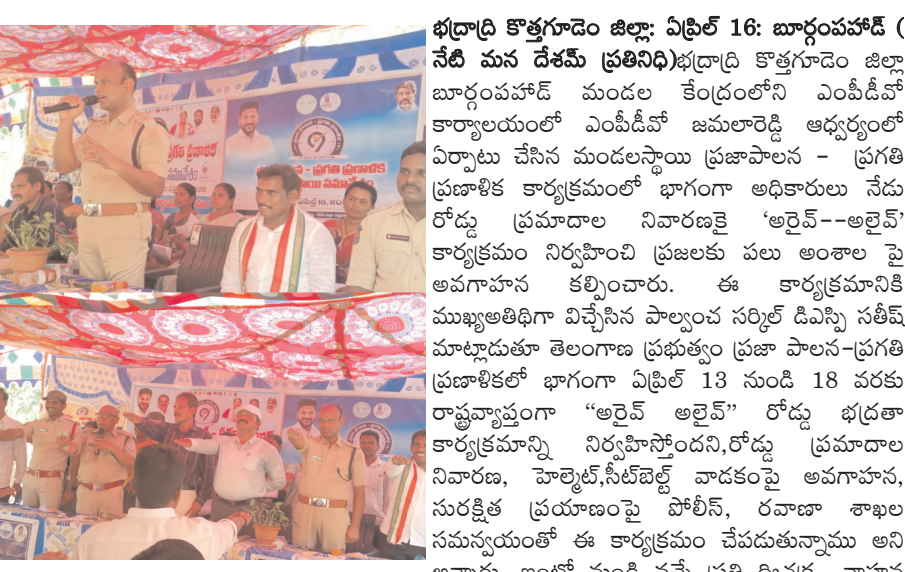 భద్రాద్రి కొత్తగూడెం జిల్లా: ఏప్రిల్ 16: బూర్గంపహాడ్ (
నేటి మన దేశమ్ ప్రతినిధి)భద్రాద్రి కొత్తగూడెం జిల్లా
బూర్గంపహాడ్ మండల కేంద్రంలోని ఎంపీడీవో
కార్యాలయంలో ఎంపీడీవో జమలారెడ్డి ఆధ్వర్యంలో
ఏర్పాటు చేసిన మండలస్థాయి ప్రజాపాలన - ప్రగతి
ప్రణాళిక కార్యక్రమంలో భాగంగా అధికారులు నేడు
రోడ్డు ప్రమాదాల నివారణకై ‘అరైవ్--అలైవ్’
కార్యక్రమం నిర్వహించి ప్రజలకు పలు అంశాల పై
అవగాహన కల్పించారు. ఈ కార్యక్రమానికి
ముఖ్యఅతిథిగా విచ్చేసిన పాల్వంచ సర్కిల్ డిఎస్పి సతీష్
మాట్లాడుతూ తెలంగాణ ప్రభుత్వం ప్రజా పాలన-ప్రగతి
ప్రణాళికలో భాగంగా ఏప్రిల్ 13 నుండి 18 వరకు
రాష్ట్రవ్యాప్తంగా “అరైవ్ అలైవ్” రోడ్డు భద్రతా
కార్యక్రమాన్ని నిర్వహిస్తోందని,రోడ్డు ప్రమాదాల
నివారణ, హెల్మెట్,సీట్‌బెల్ట్ వాడకంపై అవగాహన,
సురక్షిత ప్రయాణంపై పోలీస్, రవాణా శాఖల
సమన్వయంతో ఈ కార్యక్రమం చేపడుతున్నాము అని
- ప్రగతి ప్రణాళిక
సమావేశం